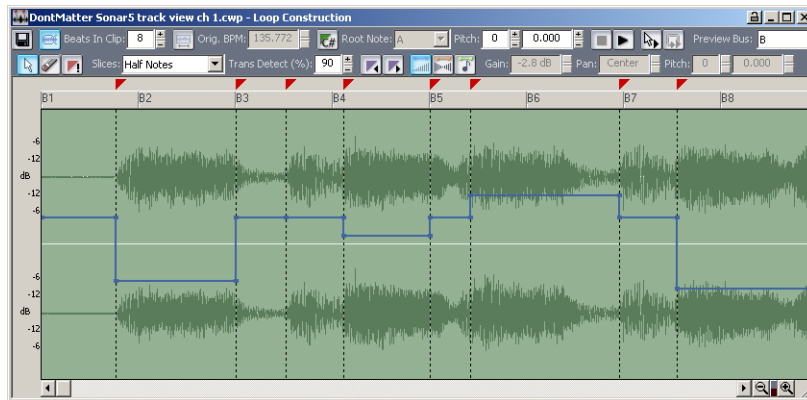 DontMatter Sonar5 track view ch 1.cwp - Loop Construction
Beats In Clip: 8 Orig. BPM: 135.772 C# Root Note: A Pitch: 0 0.000 Preview Bus: B
Slices: Half Notes Trans Detect (%): 90 Gain: -2.8 dB Pan: Center Pitch: 0 0.000
B1 B2 B3 B4 B5 B6 B7 B8
-6
-12
dB
-12
-6
-6
-12
dB
-12
-6